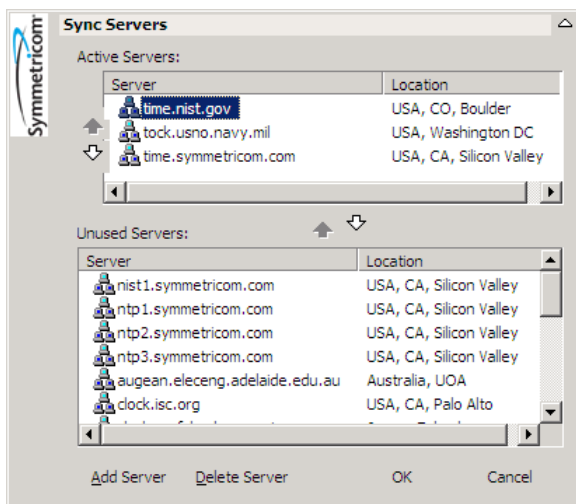 Symmetricom
Sync Servers
Active Servers:
Server Location
time.nist.gov USA, CO, Boulder
tock.usno.navy.mil USA, Washington DC
time.symmetricom.com USA, CA, Silicon Valley
Unused Servers:
Server Location
nist1.symmetricom.com USA, CA, Silicon Valley
ntp1.symmetricom.com USA, CA, Silicon Valley
ntp2.symmetricom.com USA, CA, Silicon Valley
ntp3.symmetricom.com USA, CA, Silicon Valley
augean.eleceng.adelaide.edu.au Australia, UOA
clock.isc.org USA, CA, Palo Alto
Add Server Delete Server OK Cancel